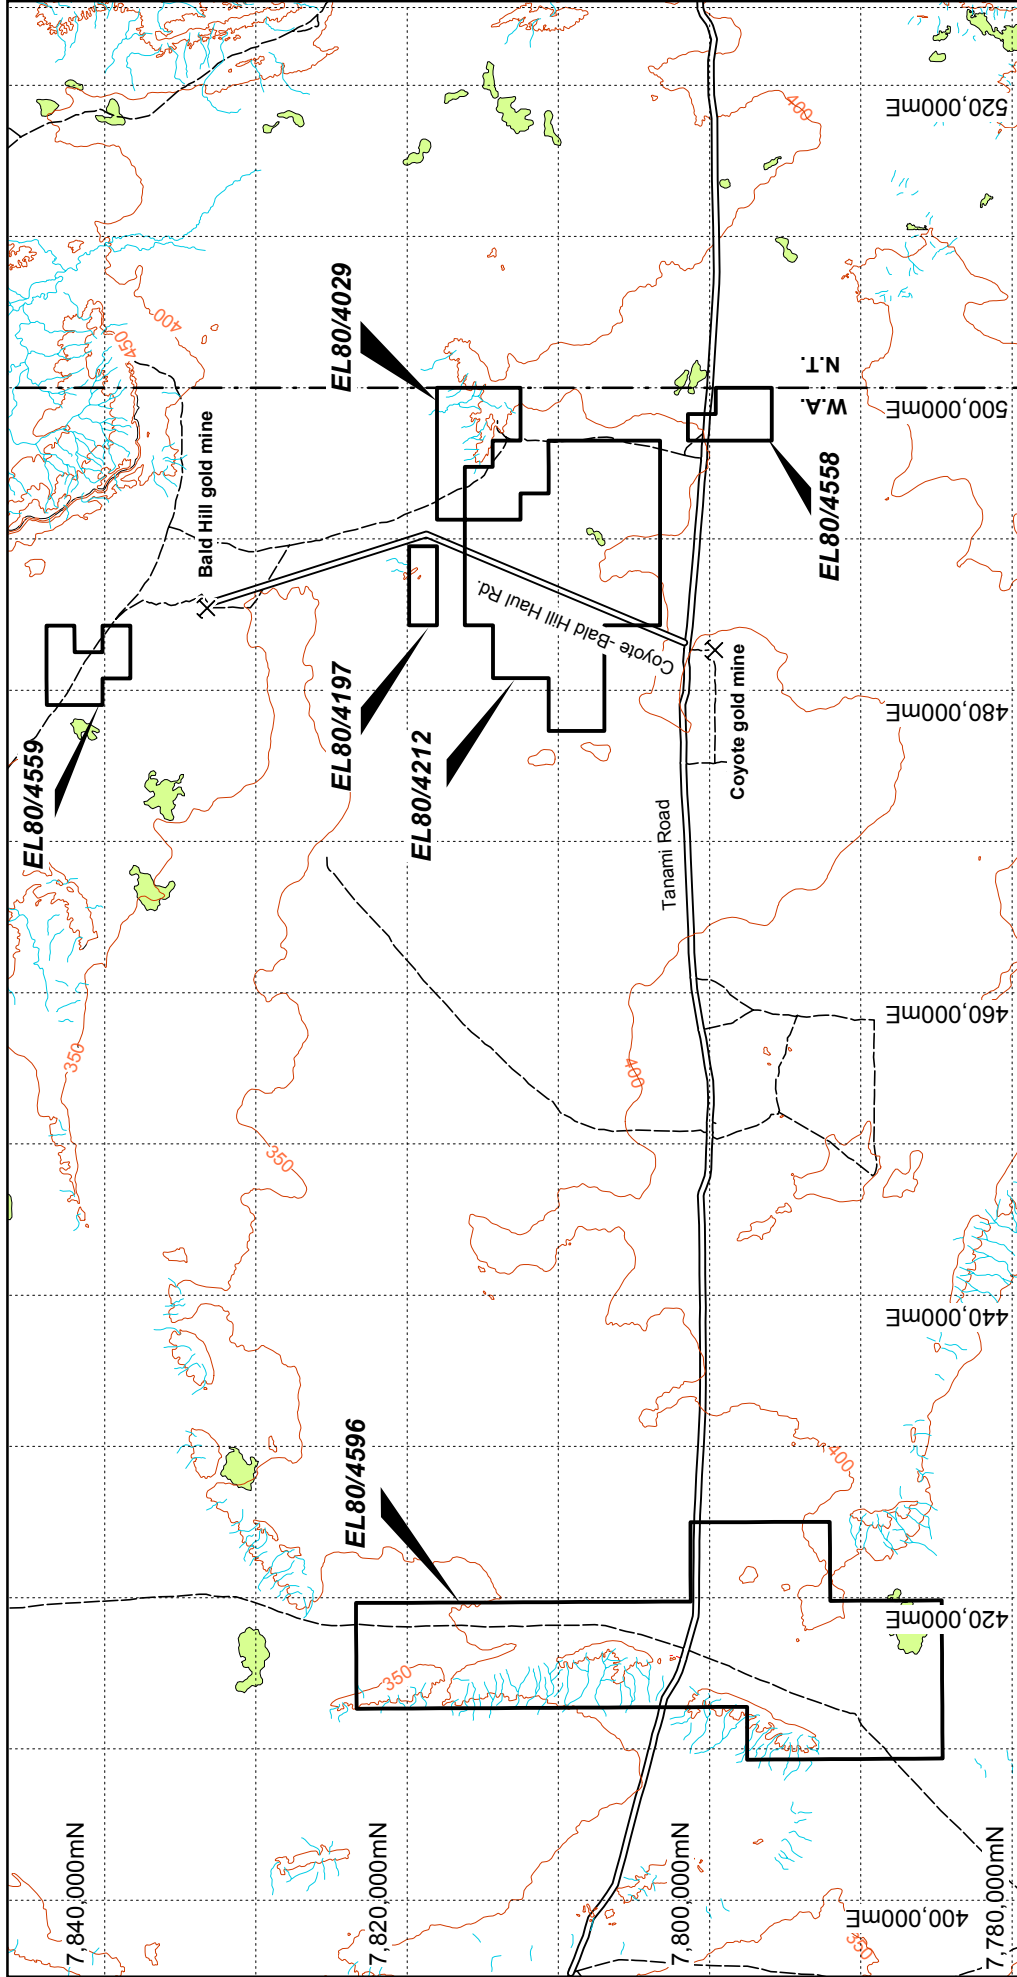 EL80/4559
Bald Hill gold mine
EL80/4029
EL80/4197
EL80/4212
EL80/4558
EL80/4596
Coyote -Bald Hill Haul Rd.
Coyote gold mine
Tanami Road
W.A.
N.T.
7,840,000mN
7,820,000mN
7,800,000mN
7,780,000mN
400,000mE
420,000mE
440,000mE
460,000mE
480,000mE
500,000mE
520,000mE
350
350
350
350
400
400
400
400
450